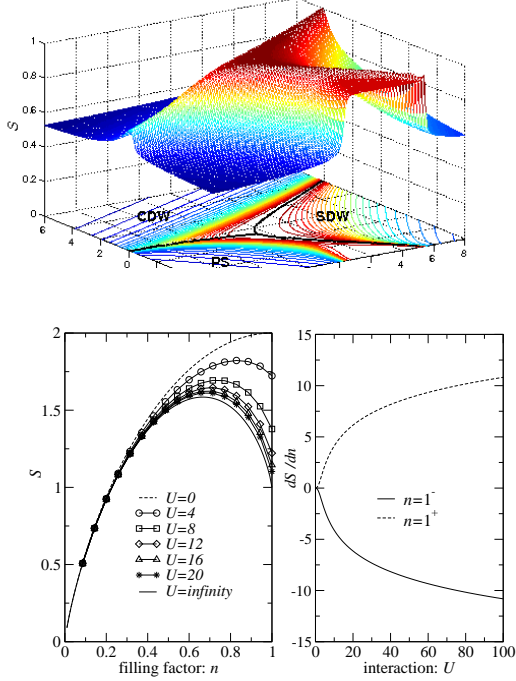 1
0.8
0.6
0.4
0.2
0
S
CDW
SDW
PS
6
4
2
0
2
4
6
8
2
1.5
1
0.5
0
S
U=0
U=4
U=8
U=12
U=16
U=20
U=infinity
0 0.2 0.4 0.6 0.8 1
filling factor: n
15
10
5
0
-5
-10
-15
dS/dn
n=1-
n=1+
0 20 40 60 80 100
interaction: U